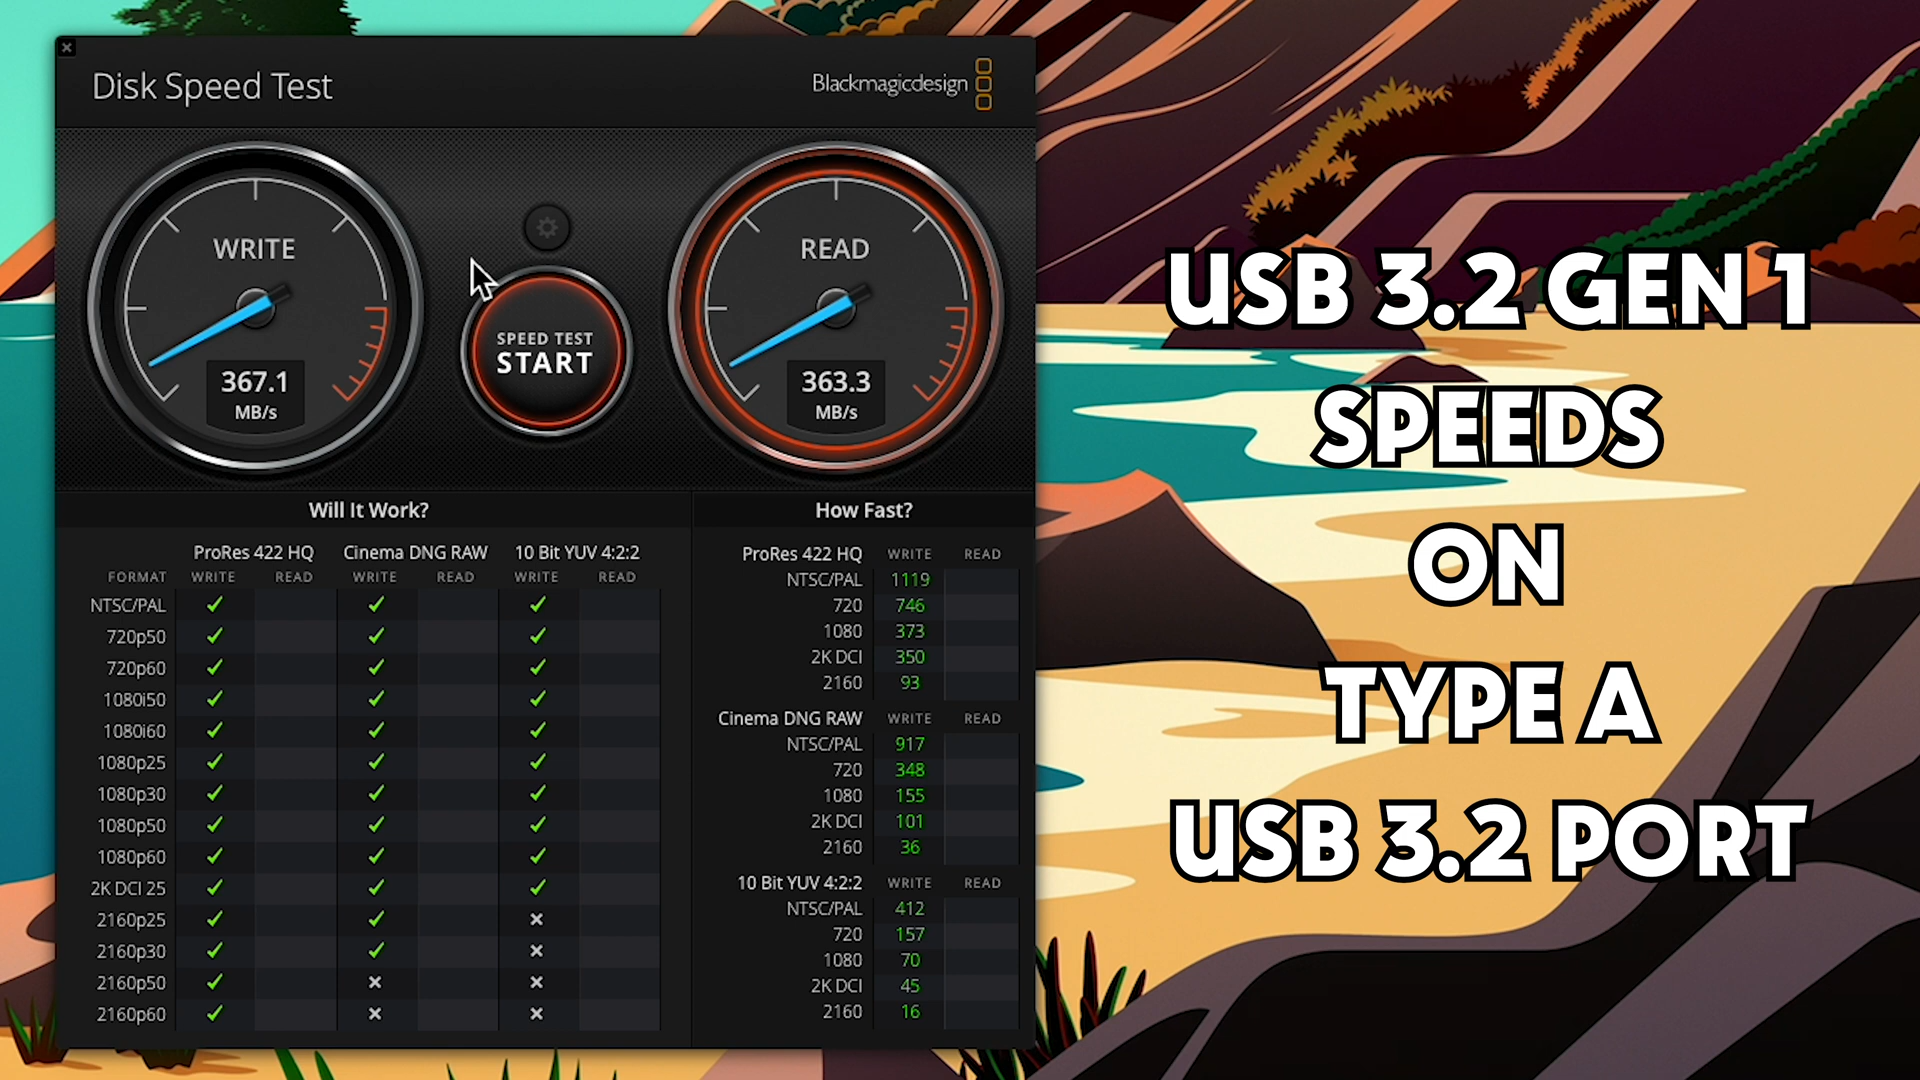 Disk Speed Test
Blackmagicdesign
WRITE
367.1
MB/s
SPEED TEST
START
READ
363.3
MB/s
Will It Work?
ProRes 422 HQ Cinema DNG RAW 10 Bit YUV 4:2:2
FORMAT WRITE READ WRITE READ WRITE READ
NTSC/PAL ✓ ✓ ✓
720p50 ✓ ✓ ✓
720p60 ✓ ✓ ✓
1080i50 ✓ ✓ ✓
1080i60 ✓ ✓ ✓
1080p25 ✓ ✓ ✓
1080p30 ✓ ✓ ✓
1080p50 ✓ ✓ ✓
1080p60 ✓ ✓ ✓
2K DCI 25 ✓ ✓ ✓
2160p25 ✓ ✓ ×
2160p30 ✓ ✓ ×
2160p50 ✓ × ×
2160p60 ✓ × ×
How Fast?
ProRes 422 HQ WRITE READ
NTSC/PAL 1119
720 746
1080 373
2K DCI 350
2160 93
Cinema DNG RAW WRITE READ
NTSC/PAL 917
720 348
1080 155
2K DCI 101
2160 36
10 Bit YUV 4:2:2 WRITE READ
NTSC/PAL 412
720 157
1080 70
2K DCI 45
2160 16
USB 3.2 GEN 1
SPEEDS
ON
TYPE A
USB 3.2 PORT